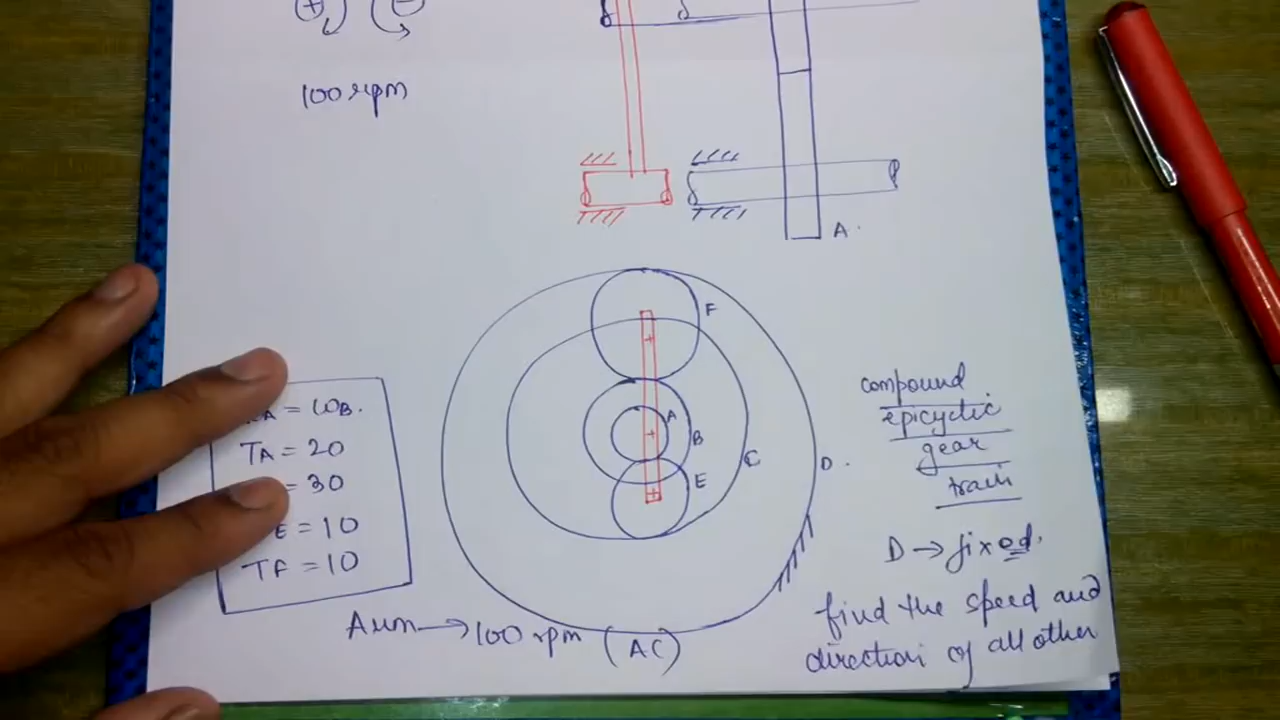 + −
100 rpm
A.
F
A
B
C
D.
E
compound
epicyclic
gear
train
A = ωB.
TA = 20
= 30
E = 10
TF = 10
D → fixed.
Arm → 100 rpm (AC)
find the speed and
direction of all other